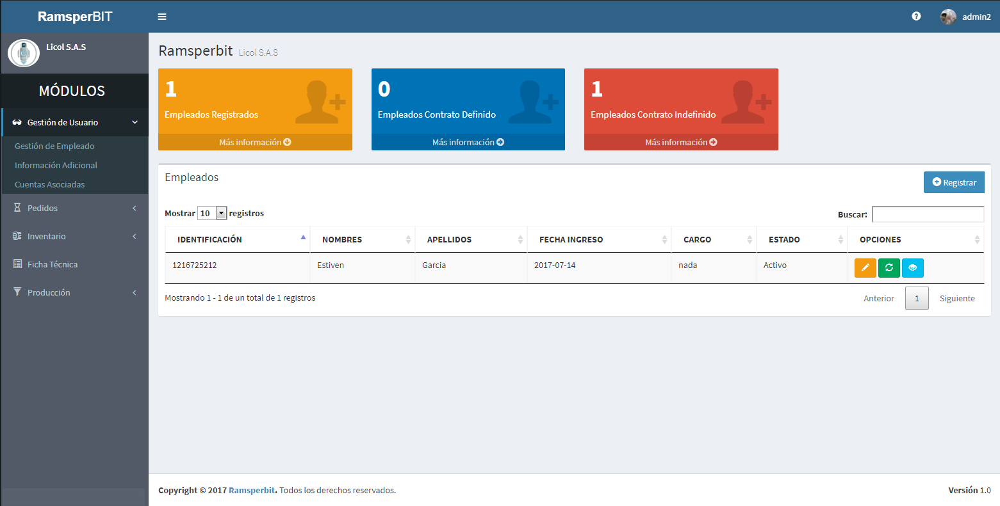 RamsperBIT
admin2
Licol S.A.S
MÓDULOS
Gestión de Usuario
Gestión de Empleado
Información Adicional
Cuentas Asociadas
Pedidos
Inventario
Ficha Técnica
Producción
Ramsperbit Licol S.A.S
1
Empleados Registrados
Más información
0
Empleados Contrato Definido
Más información
1
Empleados Contrato Indefinido
Más información
Empleados
Registrar
Mostrar 10 registros
Buscar:
IDENTIFICACIÓN NOMBRES APELLIDOS FECHA INGRESO CARGO ESTADO OPCIONES
1216725212 Estiven Garcia 2017-07-14 nada Activo
Mostrando 1 - 1 de un total de 1 registros
Anterior 1 Siguiente
Copyright © 2017 Ramsperbit. Todos los derechos reservados.
Versión 1.0